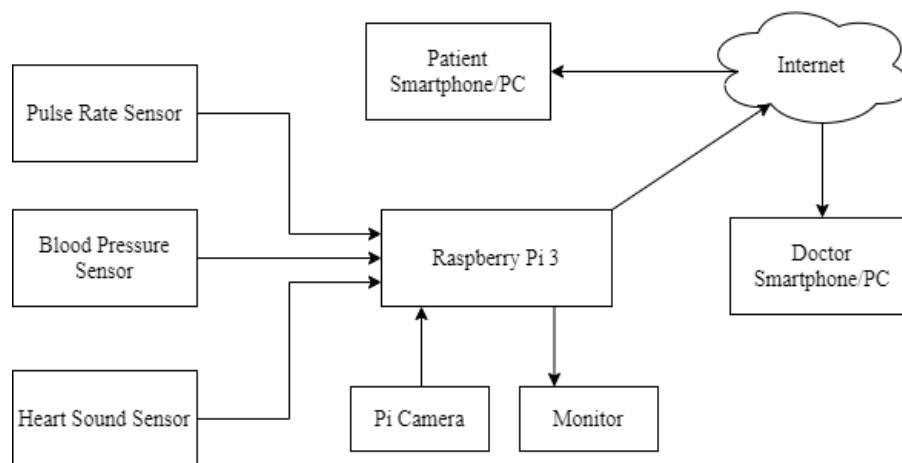 Patient
Smartphone/PC
Internet
Pulse Rate Sensor
Blood Pressure
Sensor
Raspberry Pi 3
Doctor
Smartphone/PC
Heart Sound Sensor
Pi Camera
Monitor